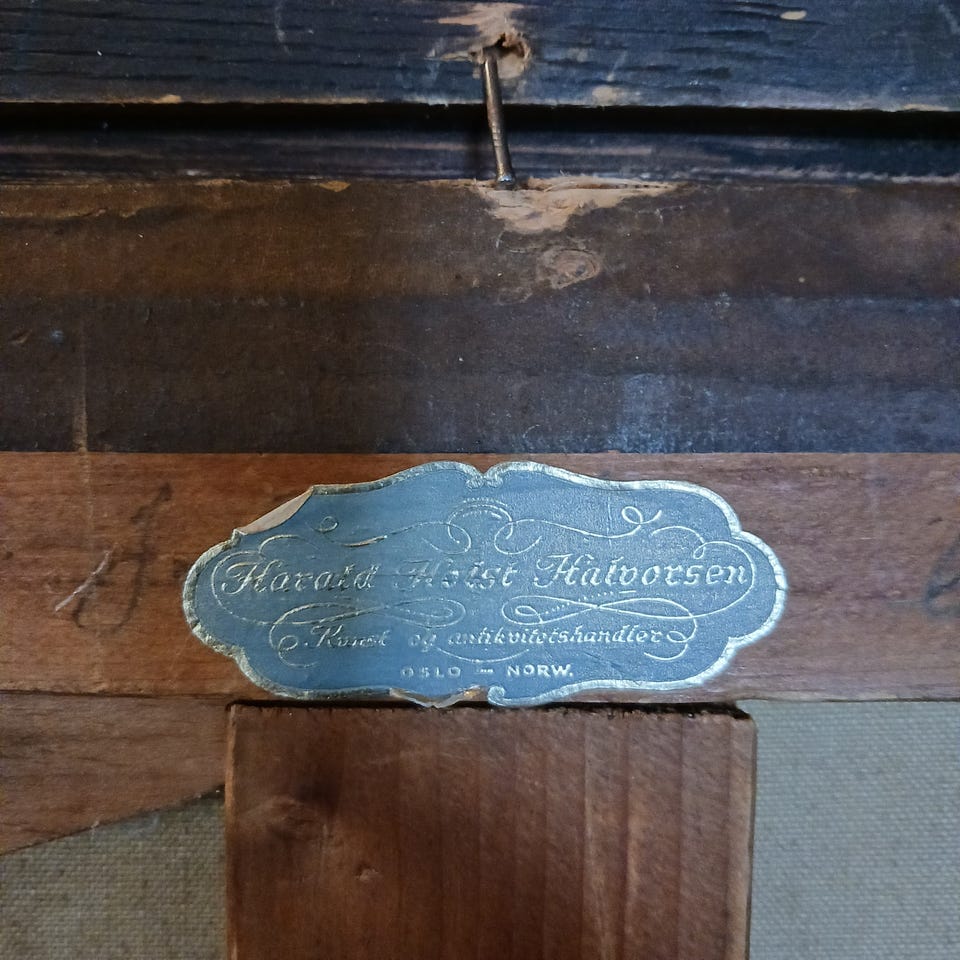 Harald Holst Halvorsen
Kunst og antikvitetshandler
OSLO - NORW.